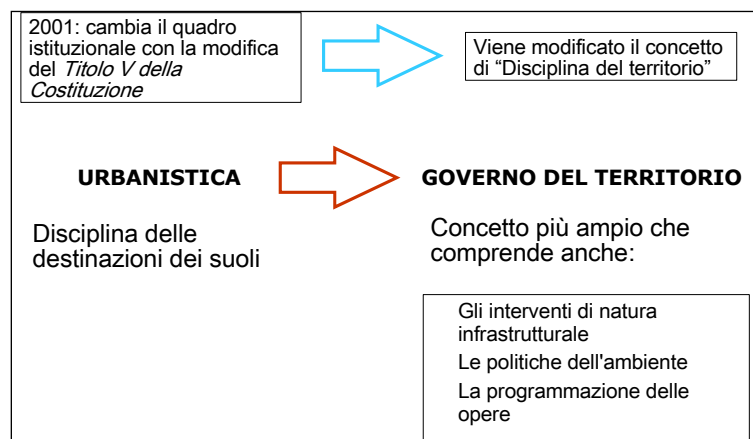 2001: cambia il quadro
istituzionale con la modifica
del Titolo V della
Costituzione
Viene modificato il concetto
di “Disciplina del territorio”
URBANISTICA
GOVERNO DEL TERRITORIO
Disciplina delle
destinazioni dei suoli
Concetto più ampio che
comprende anche:
Gli interventi di natura
infrastrutturale
Le politiche dell'ambiente
La programmazione delle
opere